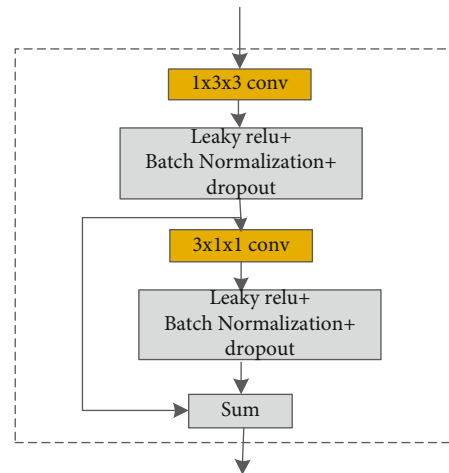 1x3x3 conv
Leaky relu+
Batch Normalization+
dropout
3x1x1 conv
Leaky relu+
Batch Normalization+
dropout
Sum